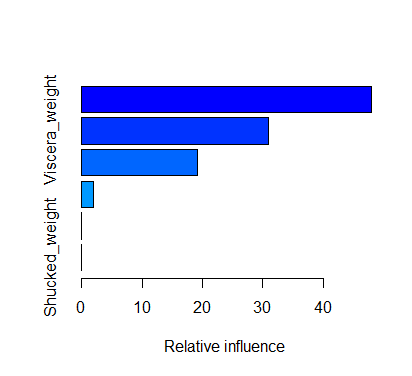 Viscera_weight
Shucked_weight
0 10 20 30 40
Relative influence